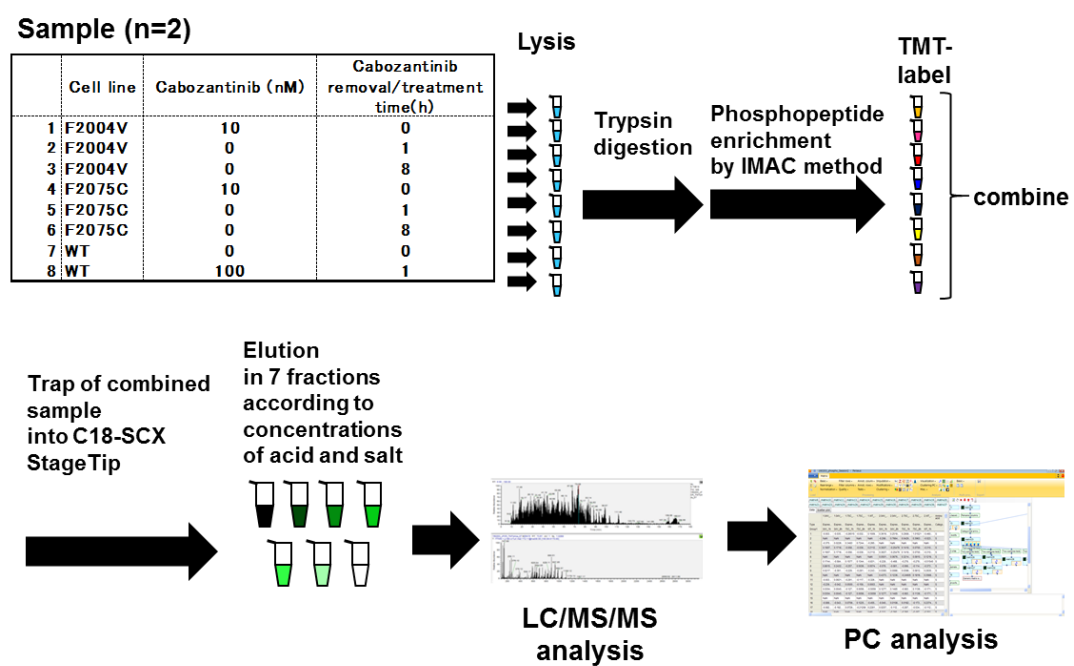 Sample (n=2)
Cell line Cabozantinib (nM) Cabozantinib
removal/treatment
time(h)
1 F2004V 10 0
2 F2004V 0 1
3 F2004V 0 8
4 F2075C 10 0
5 F2075C 0 1
6 F2075C 0 8
7 WT 0 0
8 WT 100 1
Lysis
Trypsin
digestion
Phosphopeptide
enrichment
by IMAC method
TMT-
label
combine
Trap of combined
sample
into C18-SCX
StageTip
Elution
in 7 fractions
according to
concentrations
of acid and salt
LC/MS/MS
analysis
PC analysis